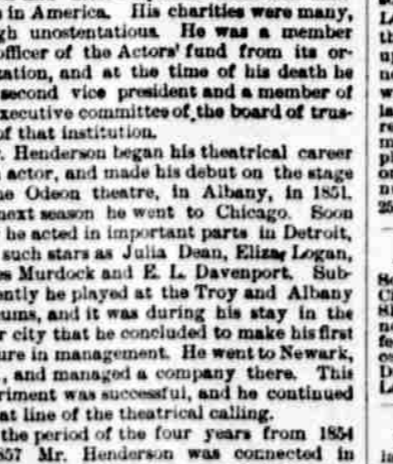 in America. His charities were many,
gh unostentatious. He was a member
officer of the Actors' fund from its or-
zation, and at the time of his death he
second vice president and a member of
xecutive committee of the board of trus-
of that institution.
r. Henderson began his theatrical career
actor, and made his debut on the stage
he Odeon theatre, in Albany, in 1851.
next season he went to Chicago. Soon
he acted in important parts in Detroit,
such stars as Julia Dean, Eliza Logan,
es Murdock and E. L. Davenport. Sub-
ently he played at the Troy and Albany
ums, and it was during his stay in the
r city that he concluded to make his first
ure in management. He went to Newark,
, and managed a company there. This
riment was successful, and he continued
at line of the theatrical calling.
the period of the four years from 1854
857 Mr. Henderson was connected in